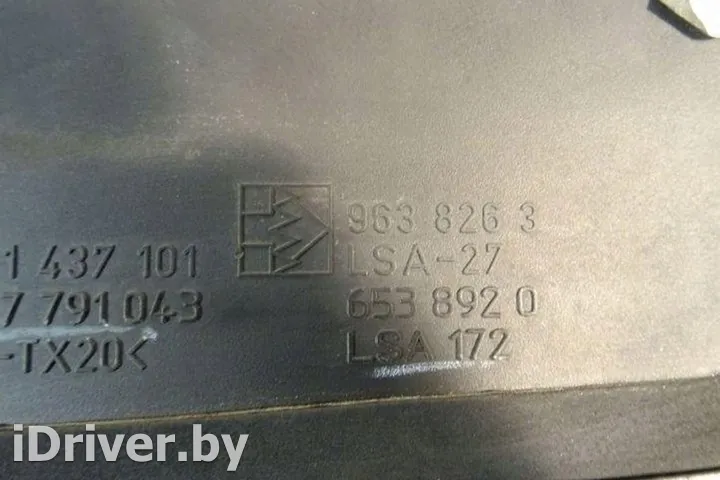 963 826 3
1 437 101 LSA-27
7 791 043 653 892 0
-TX20< LSA 172
iDriver.by